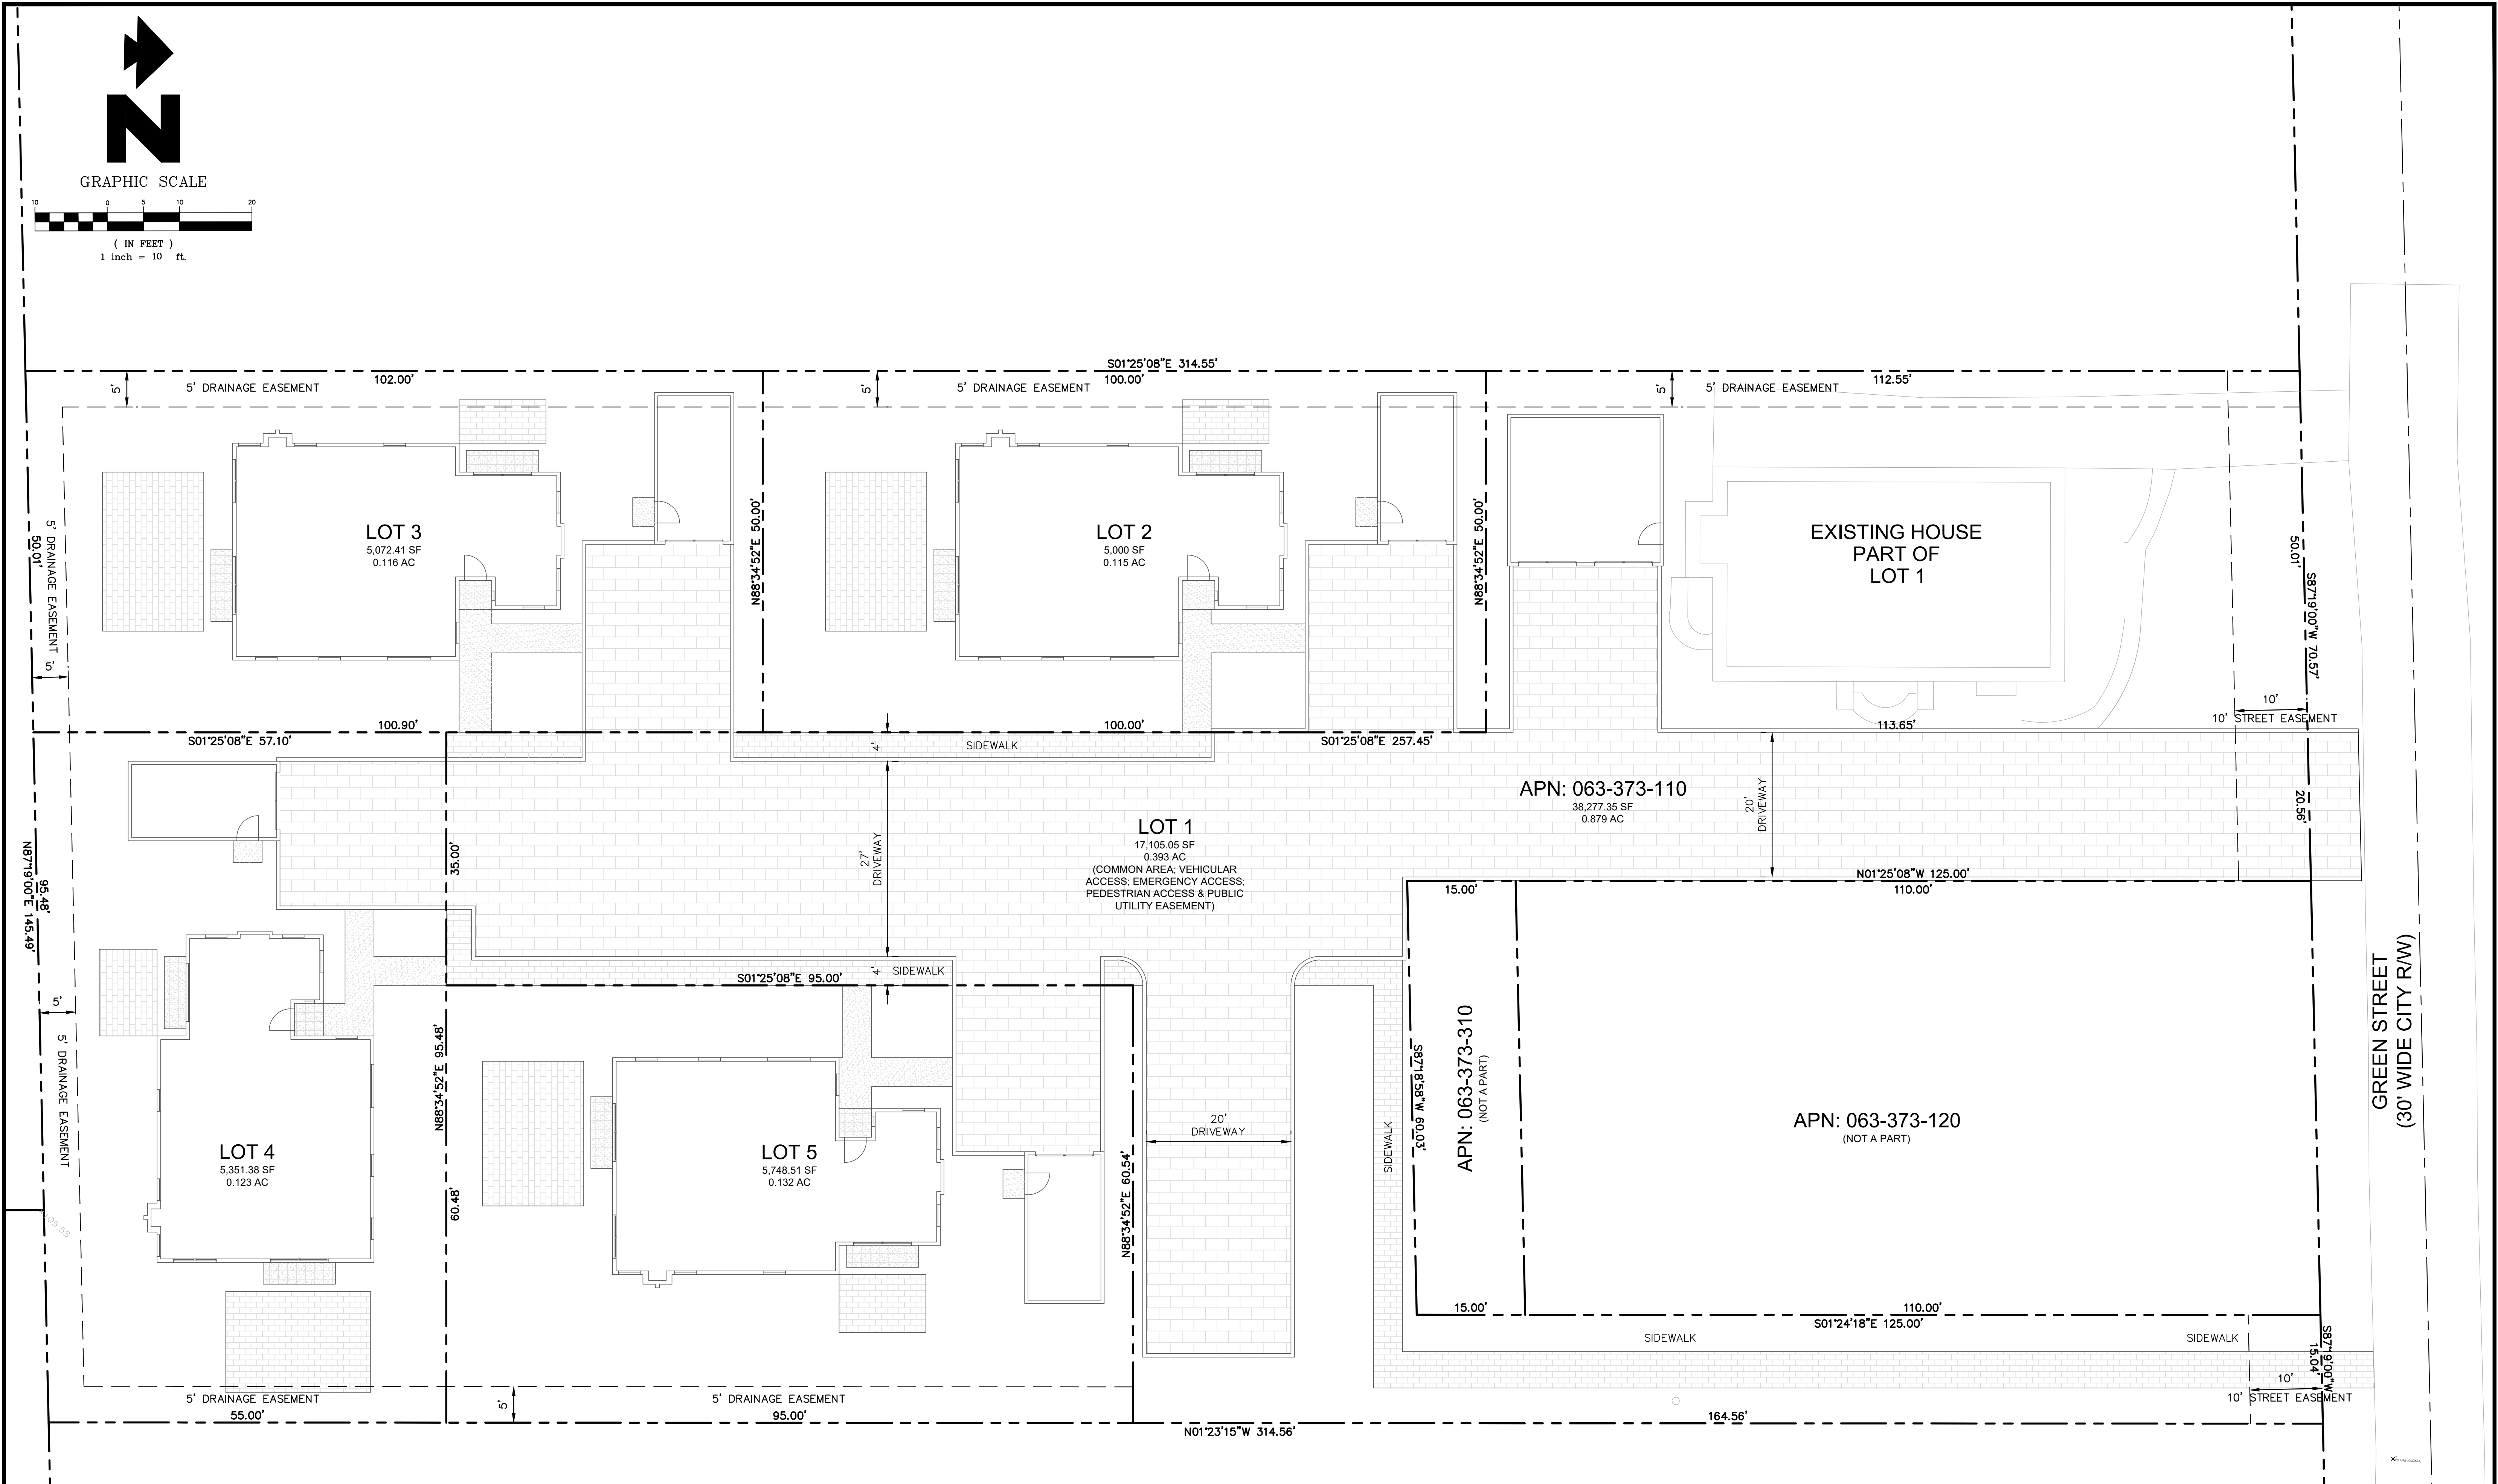 N
GRAPHIC SCALE
10 0 5 10 20
( IN FEET )
1 inch = 10 ft.
S01°25'08"E 314.55'
102.00'
100.00'
112.55'
5'
5' DRAINAGE EASEMENT
5'
5' DRAINAGE EASEMENT
5'
5' DRAINAGE EASEMENT
5' DRAINAGE EASEMENT
50.01'
5'
LOT 3
5,072.41 SF
0.116 AC
N88°34'52"E 50.00'
LOT 2
5,000 SF
0.115 AC
N88°34'52"E 50.00'
EXISTING HOUSE
PART OF
LOT 1
50.01'
S87°19'00"W 70.57'
10'
10' STREET EASEMENT
100.90'
S01°25'08"E 57.10'
4'
SIDEWALK
100.00'
S01°25'08"E 257.45'
113.65'
35.00'
27'
DRIVEWAY
LOT 1
17,105.05 SF
0.393 AC
(COMMON AREA; VEHICULAR
ACCESS; EMERGENCY ACCESS;
PEDESTRIAN ACCESS & PUBLIC
UTILITY EASEMENT)
APN: 063-373-110
38,277.35 SF
0.879 AC
20'
DRIVEWAY
20.56'
N01°25'08"W 125.00'
15.00'
110.00'
N87°19'00"E 145.49'
95.48'
5'
5' DRAINAGE EASEMENT
4'
SIDEWALK
S01°25'08"E 95.00'
N88°34'52"E 95.48'
60.48'
LOT 4
5,351.38 SF
0.123 AC
105.53
LOT 5
5,748.51 SF
0.132 AC
N88°34'52"E 60.54'
20'
DRIVEWAY
SIDEWALK
S87°18'58"W 60.03'
APN: 063-373-310
(NOT A PART)
APN: 063-373-120
(NOT A PART)
GREEN STREET
(30' WIDE CITY R/W)
15.00'
110.00'
S01°24'18"E 125.00'
SIDEWALK
SIDEWALK
S87°19'00"W
15.04'
10'
10' STREET EASEMENT
5' DRAINAGE EASEMENT
55.00'
5'
5' DRAINAGE EASEMENT
95.00'
164.56'
N01°23'15"W 314.56'